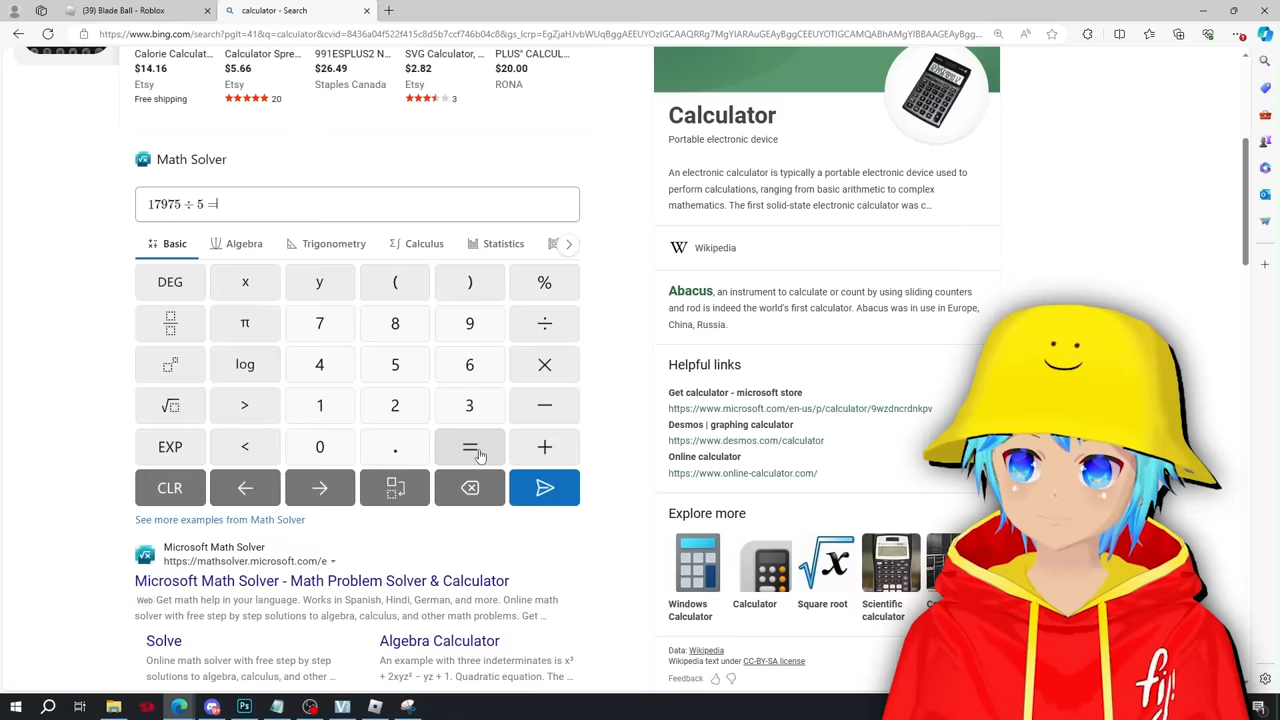 (39) Blade Ball - Robl
calculator - Search
https://www.bing.com/search?pglt=41&q=calculator&cvid=8436a04f522f415c8d5b7ccf746b04c8&gs_lcrp=
Calorie Calculat...
$14.16
Etsy
Free shipping
Calculator Spre...
$5.66
Etsy
20
991ESPLUS2 N...
$26.49
Staples Canada
SVG Calculator, ...
$2.82
Etsy
3
PLUS" CALCUL...
$20.00
RONA
Math Solver
17975 ÷ 5 =
Basic
Algebra
Trigonometry
Calculus
Statistics
DEG x y ( ) %
π 7 8 9 ÷
log 4 5 6 ×
√ > 1 2 3 −
EXP < 0 . = +
CLR
See more examples from Math Solver
Microsoft Math Solver
https://mathsolver.microsoft.com/e
Microsoft Math Solver - Math Problem Solver & Calculator
Web Get math help in your language. Works in Spanish, Hindi, German, and more. Online math
solver with free step by step solutions to algebra, calculus, and other math problems. Get ...
Solve
Online math solver with free step by step
solutions to algebra, calculus, and other ...
Algebra Calculator
An example with three indeterminates is x³
+ 2xyz² − yz + 1. Quadratic equation. The ...
Calculator
Portable electronic device
An electronic calculator is typically a portable electronic device used to
perform calculations, ranging from basic arithmetic to complex
mathematics. The first solid-state electronic calculator was c...
W Wikipedia
Abacus, an instrument to calculate or count by using sliding counters
and rod is indeed the world's first calculator. Abacus was in use in Europe,
China, Russia.
Helpful links
Get calculator - microsoft store
https://www.microsoft.com/en-us/p/calculator/9wzdncrdnkpv
Desmos | graphing calculator
https://www.desmos.com/calculator
Online calculator
https://www.online-calculator.com/
Explore more
Windows
Calculator
Calculator
Square root
Scientific
calculator
Data: Wikipedia
Wikipedia text under CC-BY-SA license
Feedback